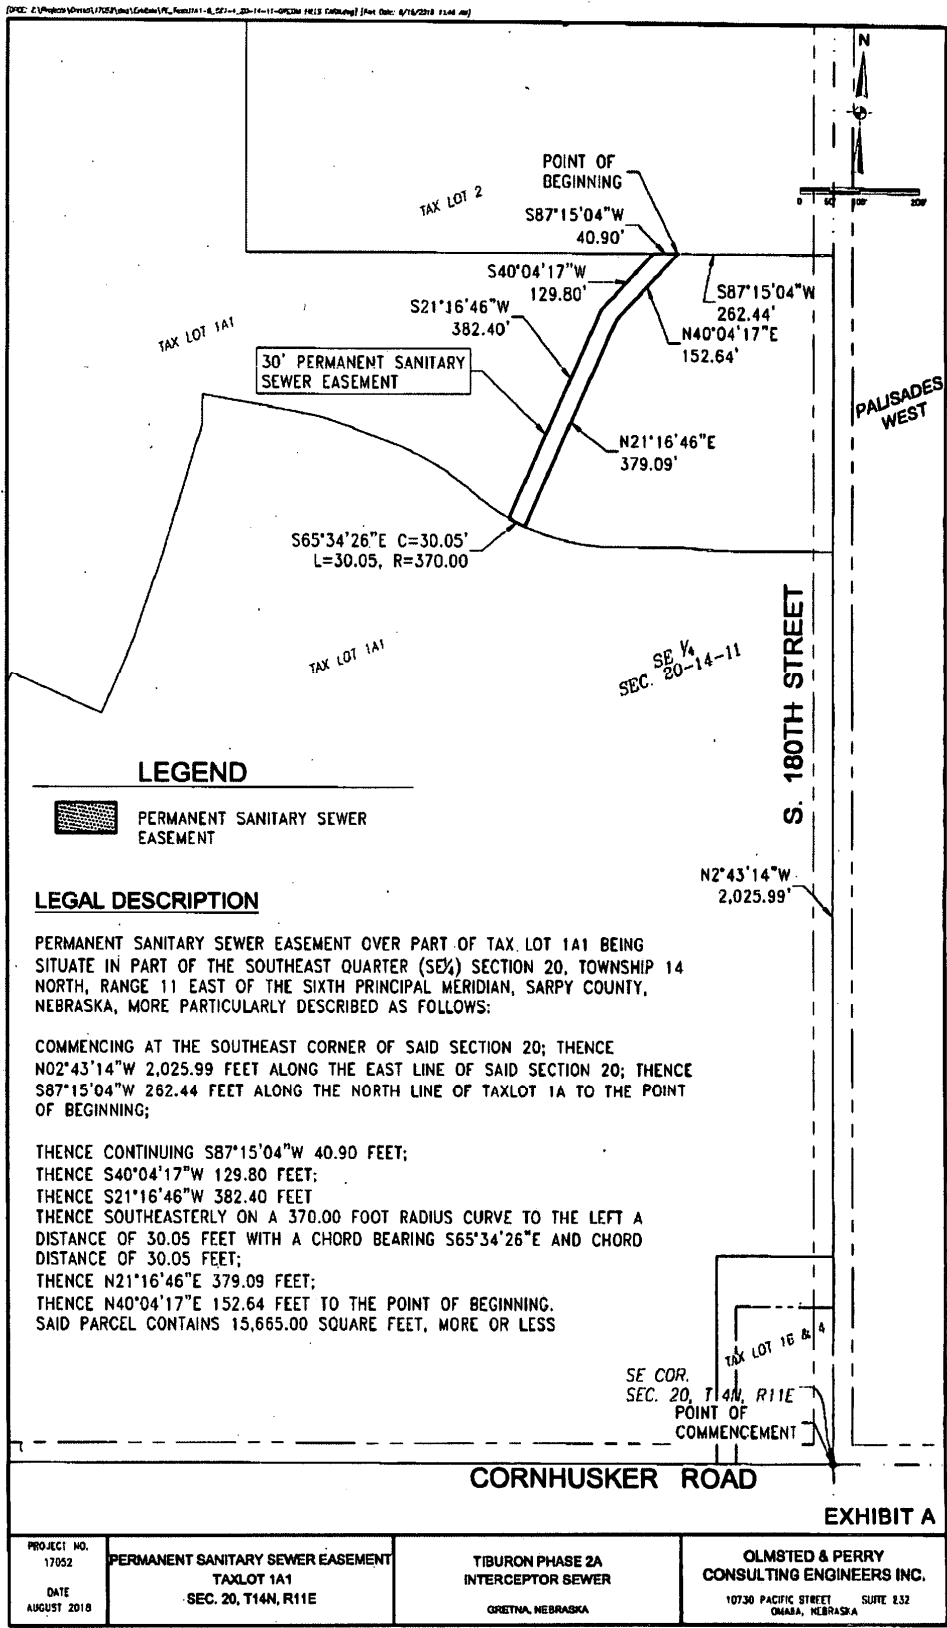 N
0 50' 100' 200'
POINT OF
BEGINNING
TAX LOT 2
S87°15'04"W
40.90'
S40°04'17"W
129.80'
S87°15'04"W
262.44'
S21°16'46"W
382.40'
N40°04'17"E
152.64'
TAX LOT 1A1
30' PERMANENT SANITARY
SEWER EASEMENT
PALISADES
WEST
N21°16'46"E
379.09'
S65°34'26"E C=30.05'
L=30.05, R=370.00
TAX LOT 1A1
SE ¼
SEC. 20-14-11
S. 180TH STREET
LEGEND
PERMANENT SANITARY SEWER
EASEMENT
N2°43'14"W
2,025.99'
LEGAL DESCRIPTION
PERMANENT SANITARY SEWER EASEMENT OVER PART OF TAX LOT 1A1 BEING
SITUATE IN PART OF THE SOUTHEAST QUARTER (SE¼) SECTION 20, TOWNSHIP 14
NORTH, RANGE 11 EAST OF THE SIXTH PRINCIPAL MERIDIAN, SARPY COUNTY,
NEBRASKA, MORE PARTICULARLY DESCRIBED AS FOLLOWS:
COMMENCING AT THE SOUTHEAST CORNER OF SAID SECTION 20; THENCE
N02°43'14"W 2,025.99 FEET ALONG THE EAST LINE OF SAID SECTION 20; THENCE
S87°15'04"W 262.44 FEET ALONG THE NORTH LINE OF TAXLOT 1A TO THE POINT
OF BEGINNING;
THENCE CONTINUING S87°15'04"W 40.90 FEET;
THENCE S40°04'17"W 129.80 FEET;
THENCE S21°16'46"W 382.40 FEET
THENCE SOUTHEASTERLY ON A 370.00 FOOT RADIUS CURVE TO THE LEFT A
DISTANCE OF 30.05 FEET WITH A CHORD BEARING S65°34'26"E AND CHORD
DISTANCE OF 30.05 FEET;
THENCE N21°16'46"E 379.09 FEET;
THENCE N40°04'17"E 152.64 FEET TO THE POINT OF BEGINNING.
SAID PARCEL CONTAINS 15,665.00 SQUARE FEET, MORE OR LESS
TAX LOT 1B & 4
SE COR.
SEC. 20, T14N, R11E
POINT OF
COMMENCEMENT
CORNHUSKER ROAD
EXHIBIT A
PROJECT NO.
17052
DATE
AUGUST 2018
PERMANENT SANITARY SEWER EASEMENT
TAXLOT 1A1
SEC. 20, T14N, R11E
TIBURON PHASE 2A
INTERCEPTOR SEWER
GRETNA, NEBRASKA
OLMSTED & PERRY
CONSULTING ENGINEERS INC.
10730 PACIFIC STREET SUITE 232
OMAHA, NEBRASKA